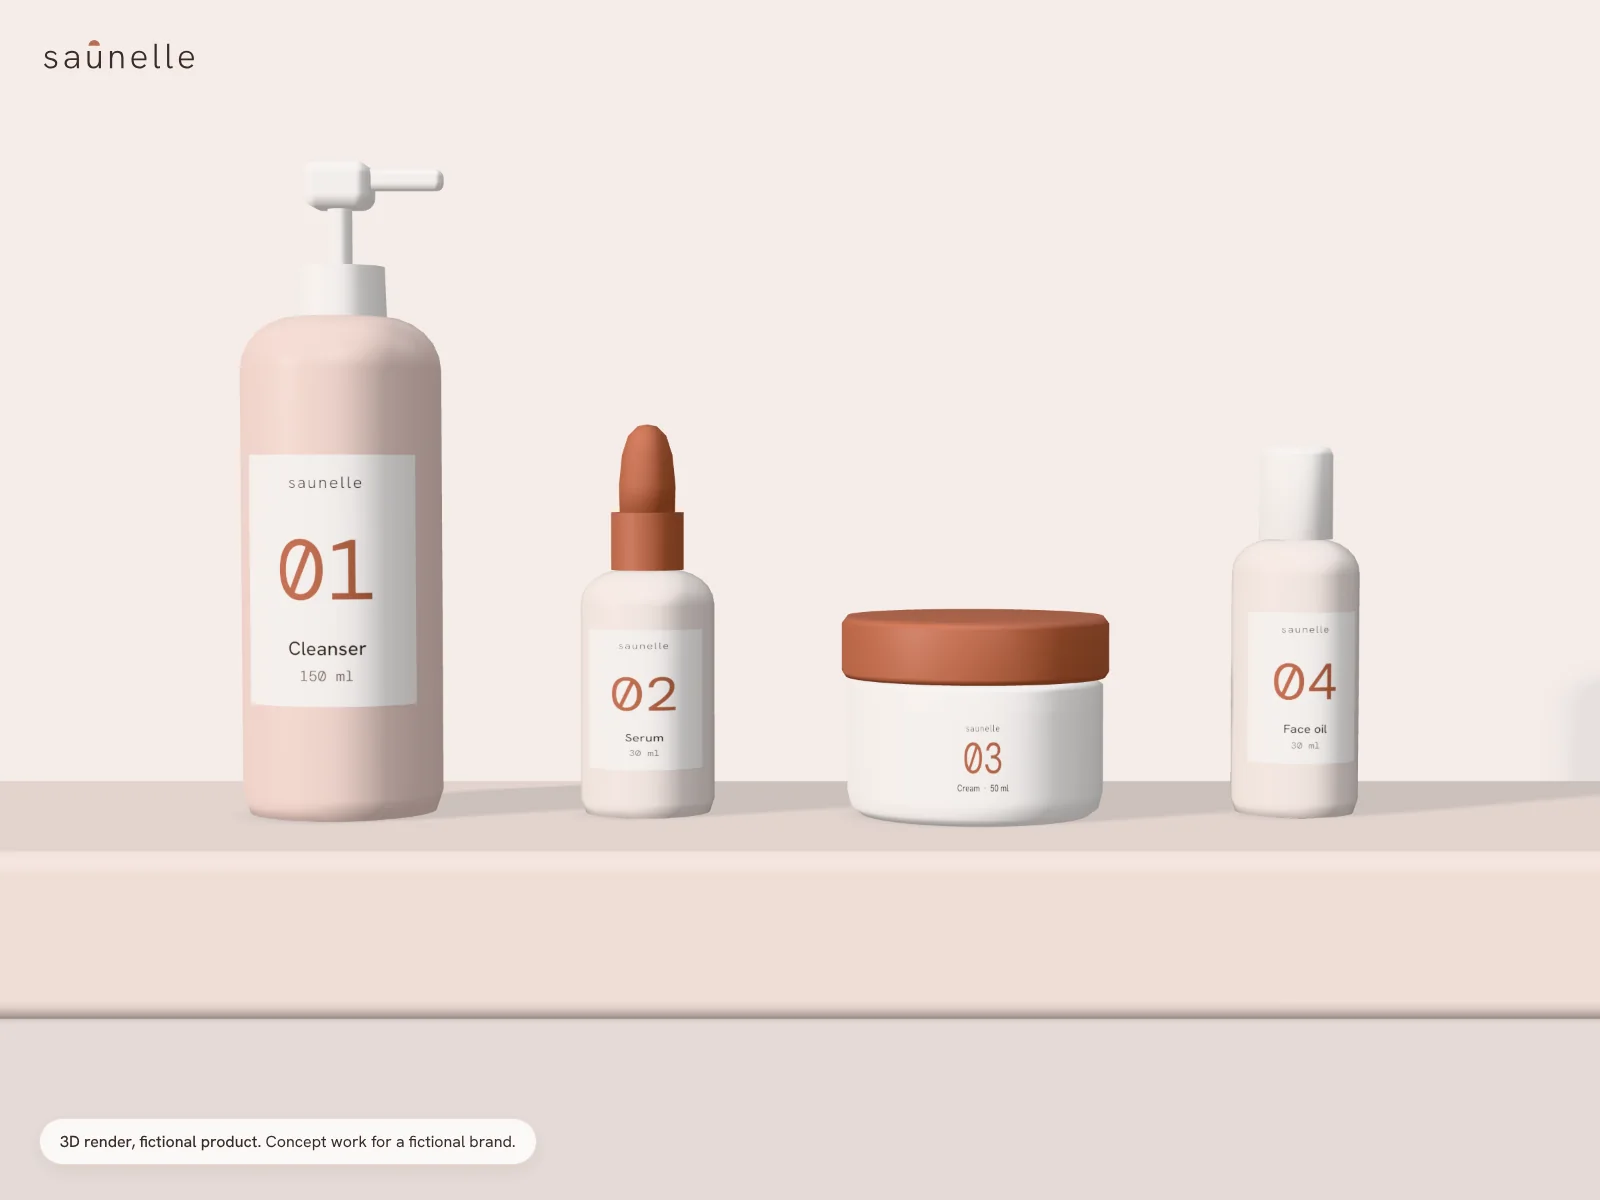 saunelle
saunelle
01
Cleanser
150 ml
saunelle
02
Serum
30 ml
saunelle
03
Cream · 50 ml
saunelle
04
Face oil
30 ml
3D render, fictional product. Concept work for a fictional brand.